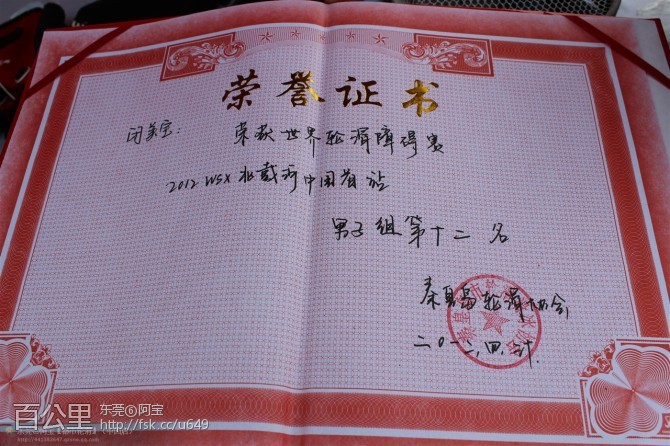 荣誉证书
闭美宝: 荣获世界轮滑障碍赛
2012 WSX 北戴河中国首站
男子组第十二名
秦皇岛轮滑协会
二〇一二.四.
百公里 东莞⑥阿宝
http://fsk.cc/u649